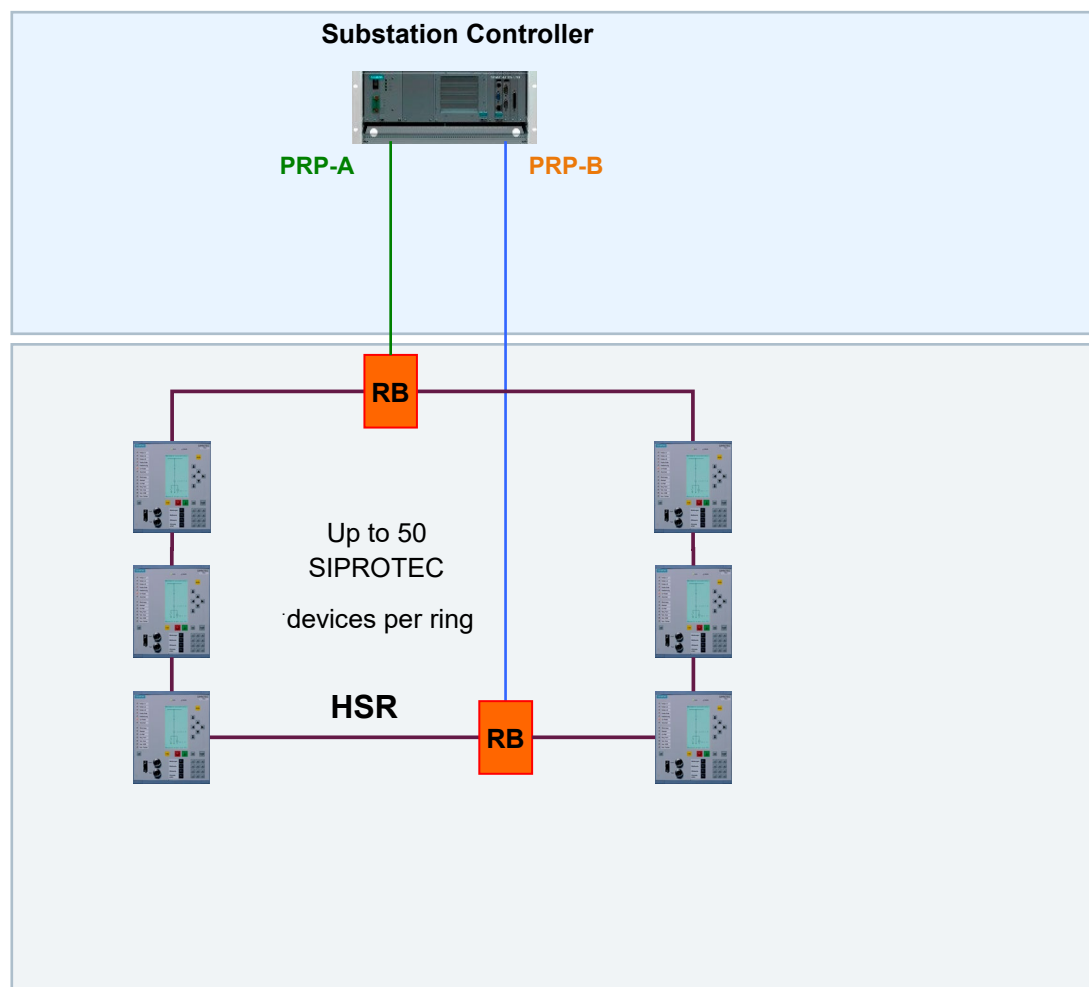 Substation Controller
PRP-A
PRP-B
RB
Up to 50
SIPROTEC
devices per ring
HSR
RB